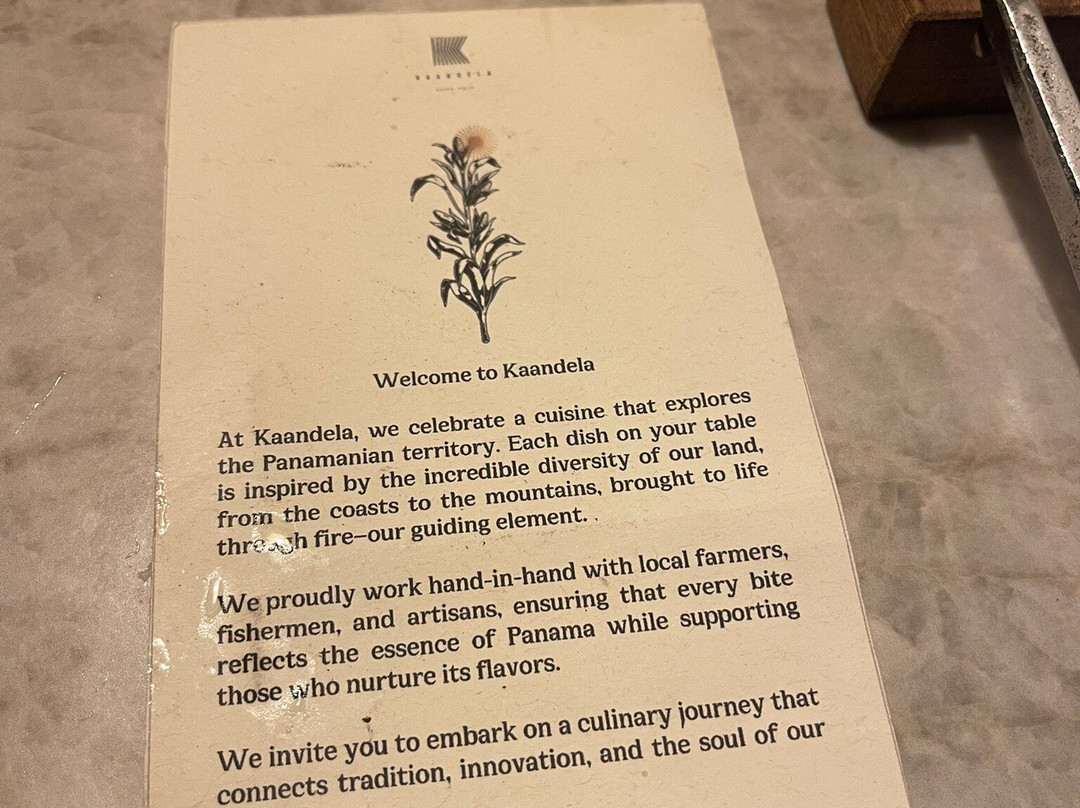 K
KAANDELA
Welcome to Kaandela
At Kaandela, we celebrate a cuisine that explores
the Panamanian territory. Each dish on your table
is inspired by the incredible diversity of our land,
from the coasts to the mountains, brought to life
through fire—our guiding element.
We proudly work hand-in-hand with local farmers,
fishermen, and artisans, ensuring that every bite
reflects the essence of Panama while supporting
those who nurture its flavors.
We invite you to embark on a culinary journey that
connects tradition, innovation, and the soul of our